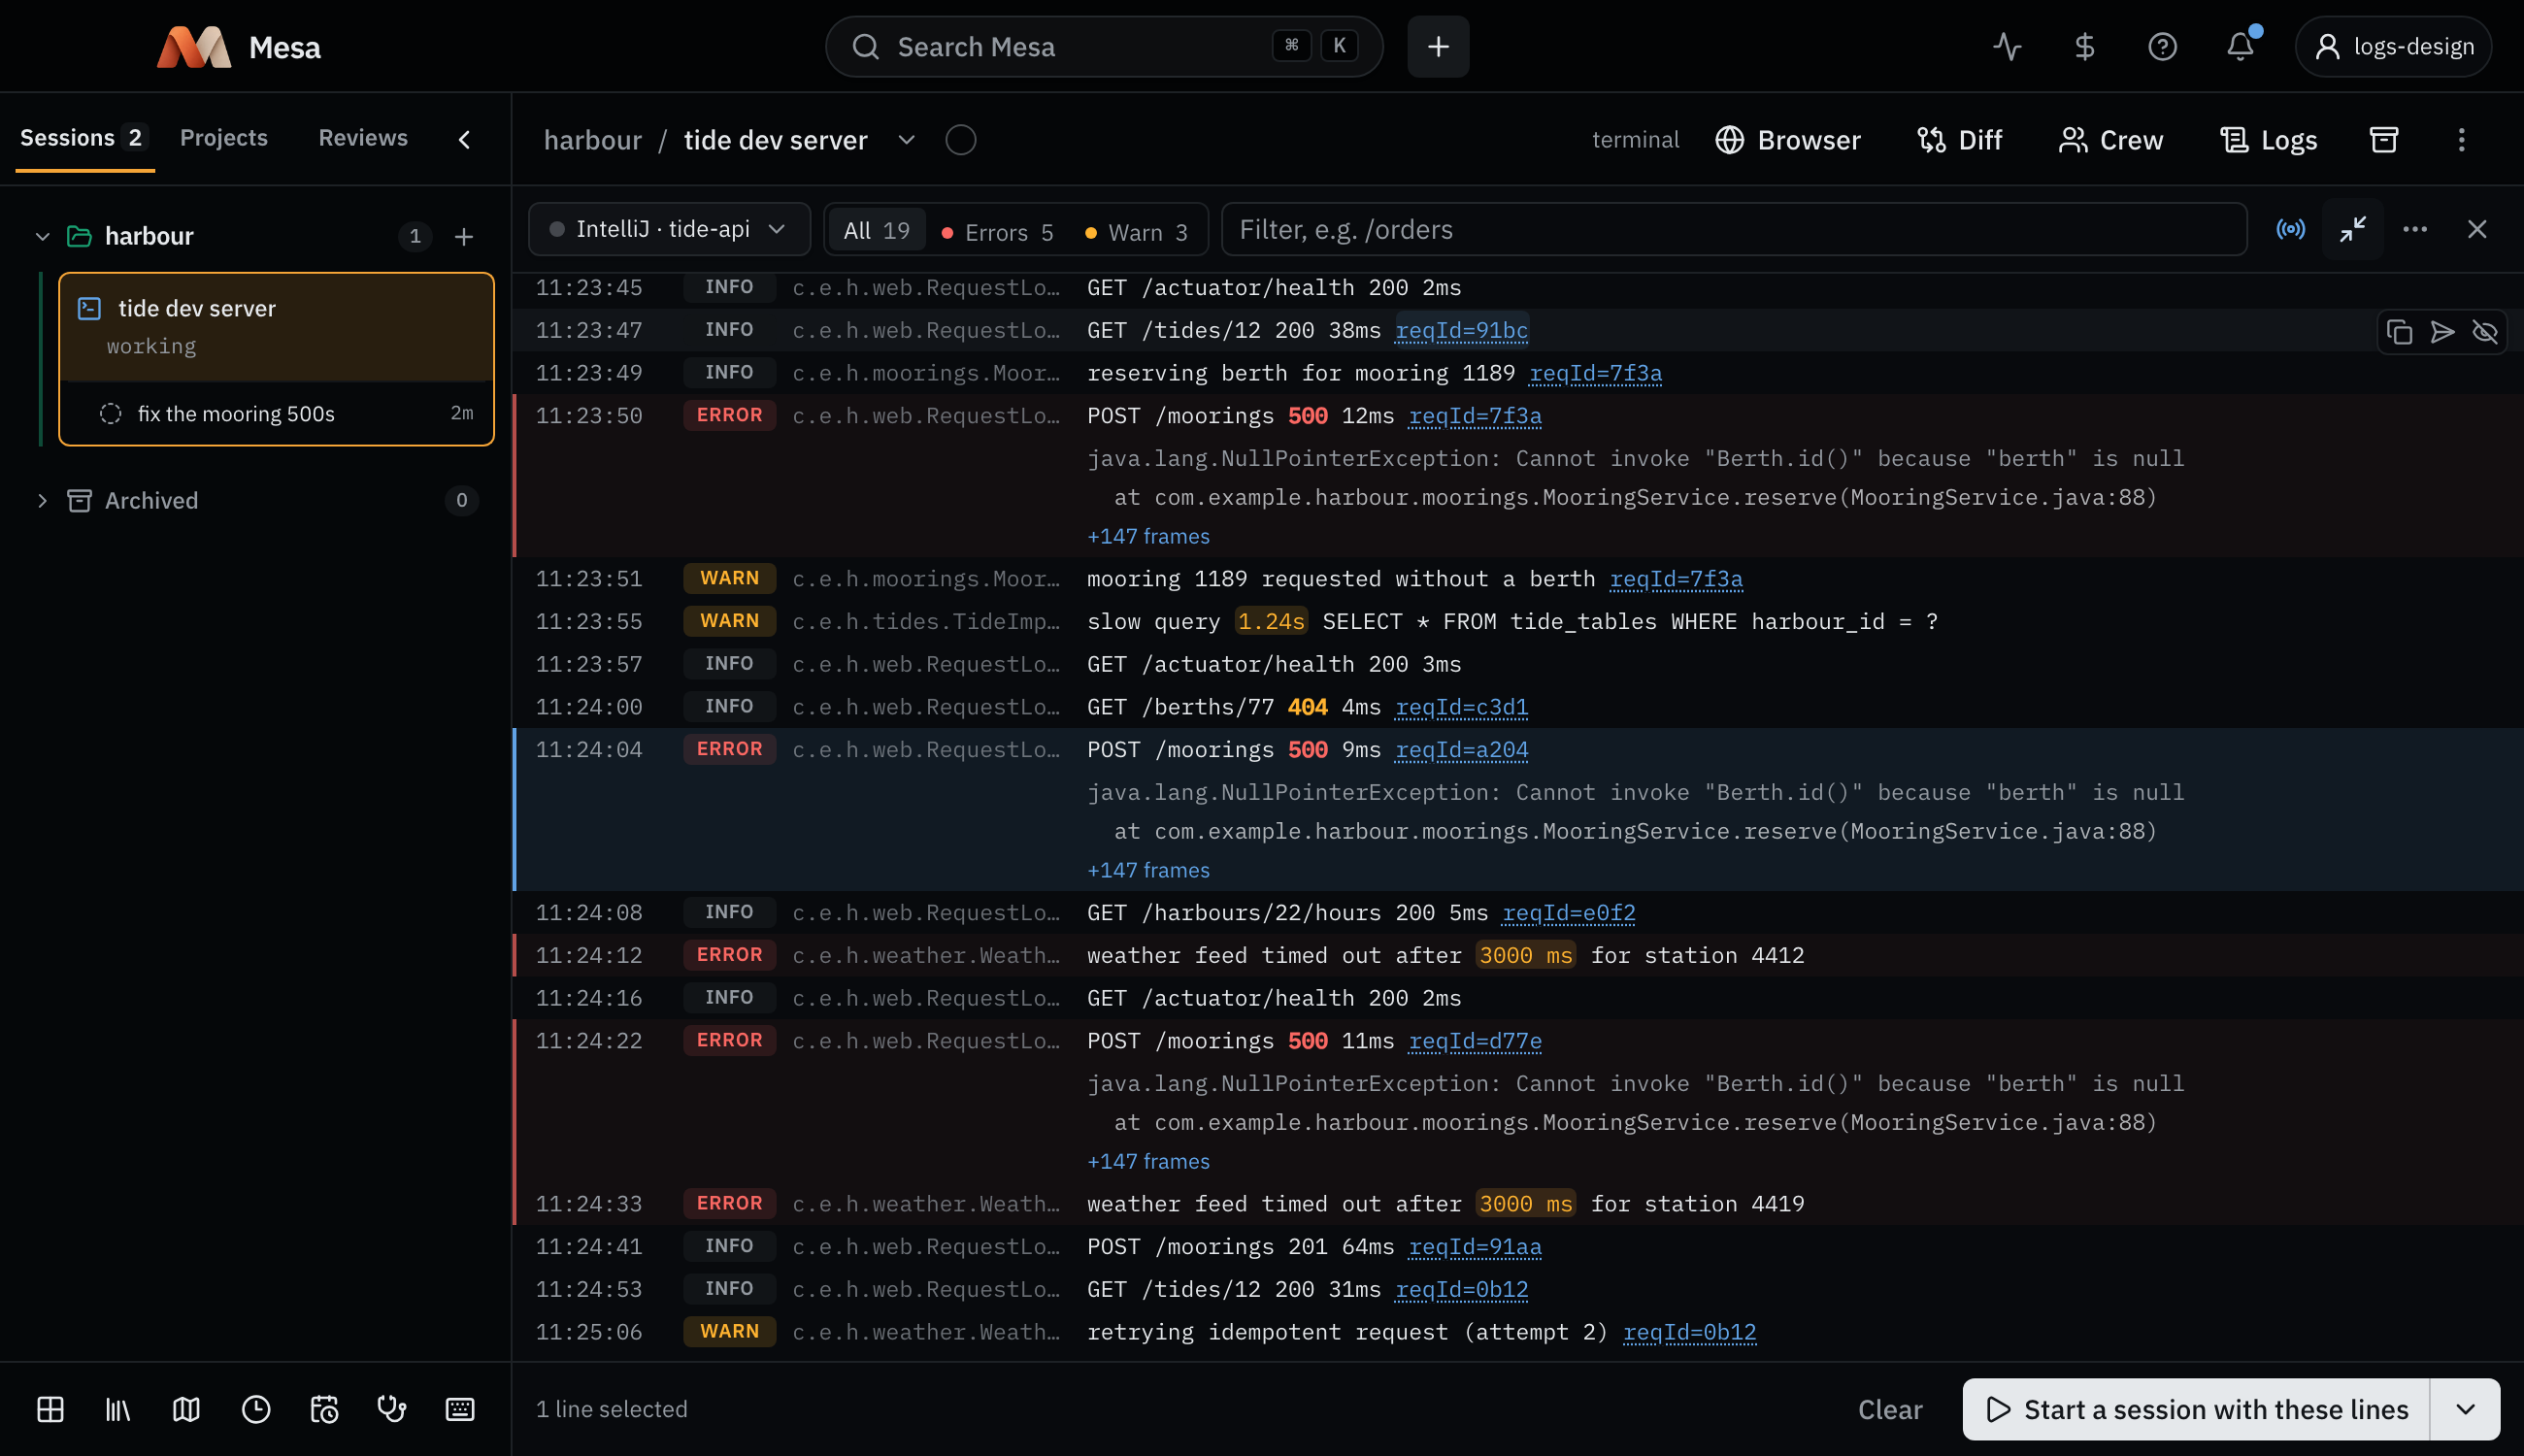 Mesa
Search Mesa
⌘ K
logs-design
Sessions 2 Projects Reviews
harbour / tide dev server
terminal Browser Diff Crew Logs
harbour 1
tide dev server
working
fix the mooring 500s 2m
Archived 0
IntelliJ · tide-api All 19 Errors 5 Warn 3 Filter, e.g. /orders
11:23:45 INFO c.e.h.web.RequestLo… GET /actuator/health 200 2ms
11:23:47 INFO c.e.h.web.RequestLo… GET /tides/12 200 38ms reqId=91bc
11:23:49 INFO c.e.h.moorings.Moor… reserving berth for mooring 1189 reqId=7f3a
11:23:50 ERROR c.e.h.web.RequestLo… POST /moorings 500 12ms reqId=7f3a
java.lang.NullPointerException: Cannot invoke "Berth.id()" because "berth" is null
at com.example.harbour.moorings.MooringService.reserve(MooringService.java:88)
+147 frames
11:23:51 WARN c.e.h.moorings.Moor… mooring 1189 requested without a berth reqId=7f3a
11:23:55 WARN c.e.h.tides.TideImp… slow query 1.24s SELECT * FROM tide_tables WHERE harbour_id = ?
11:23:57 INFO c.e.h.web.RequestLo… GET /actuator/health 200 3ms
11:24:00 INFO c.e.h.web.RequestLo… GET /berths/77 404 4ms reqId=c3d1
11:24:04 ERROR c.e.h.web.RequestLo… POST /moorings 500 9ms reqId=a204
java.lang.NullPointerException: Cannot invoke "Berth.id()" because "berth" is null
at com.example.harbour.moorings.MooringService.reserve(MooringService.java:88)
+147 frames
11:24:08 INFO c.e.h.web.RequestLo… GET /harbours/22/hours 200 5ms reqId=e0f2
11:24:12 ERROR c.e.h.weather.Weath… weather feed timed out after 3000 ms for station 4412
11:24:16 INFO c.e.h.web.RequestLo… GET /actuator/health 200 2ms
11:24:22 ERROR c.e.h.web.RequestLo… POST /moorings 500 11ms reqId=d77e
java.lang.NullPointerException: Cannot invoke "Berth.id()" because "berth" is null
at com.example.harbour.moorings.MooringService.reserve(MooringService.java:88)
+147 frames
11:24:33 ERROR c.e.h.weather.Weath… weather feed timed out after 3000 ms for station 4419
11:24:41 INFO c.e.h.web.RequestLo… POST /moorings 201 64ms reqId=91aa
11:24:53 INFO c.e.h.web.RequestLo… GET /tides/12 200 31ms reqId=0b12
11:25:06 WARN c.e.h.weather.Weath… retrying idempotent request (attempt 2) reqId=0b12
1 line selected Clear Start a session with these lines